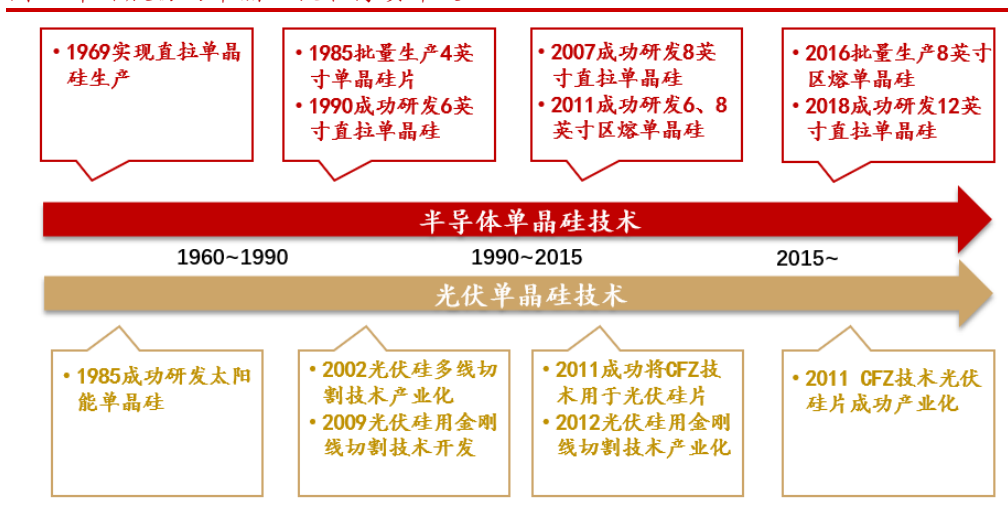 • 1969实现直拉单晶
硅生产
• 1985批量生产4英
寸单晶硅片
• 1990成功研发6英
寸直拉单晶硅
• 2007成功研发8英
寸直拉单晶硅
• 2011成功研发6、8
英寸区熔单晶硅
• 2016批量生产8英寸
区熔单晶硅
• 2018成功研发12英
寸直拉单晶硅
半导体单晶硅技术
1960~1990
1990~2015
2015~
光伏单晶硅技术
• 1985成功研发太阳
能单晶硅
• 2002光伏硅多线切
割技术产业化
• 2009光伏硅用金刚
线切割技术开发
• 2011成功将CFZ技
术用于光伏硅片
• 2012光伏硅用金刚
线切割技术产业化
• 2011 CFZ技术光伏
硅片成功产业化